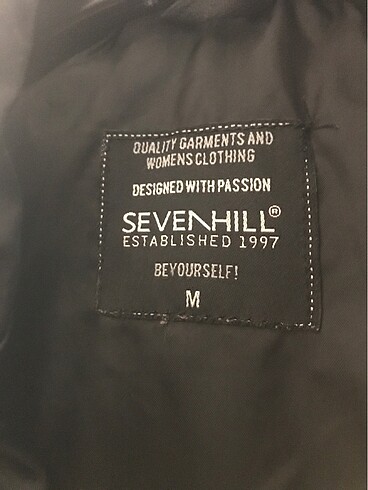 QUALITY GARMENTS AND
WOMENS CLOTHING
DESIGNED WITH PASSION
SEVENHILL®
ESTABLISHED 1997
BEYOURSELF!
M